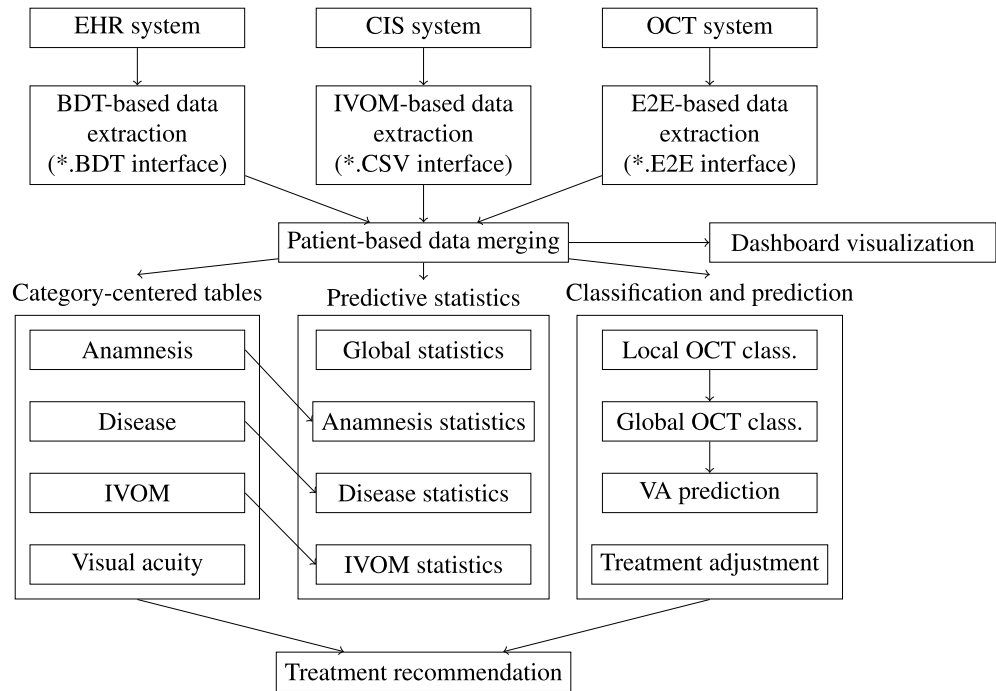 EHR system
CIS system
OCT system
BDT-based data
extraction
(*.BDT interface)
IVOM-based data
extraction
(*.CSV interface)
E2E-based data
extraction
(*.E2E interface)
Patient-based data merging
Dashboard visualization
Category-centered tables
Anamnesis
Disease
IVOM
Visual acuity
Predictive statistics
Global statistics
Anamnesis statistics
Disease statistics
IVOM statistics
Classification and prediction
Local OCT class.
Global OCT class.
VA prediction
Treatment adjustment
Treatment recommendation